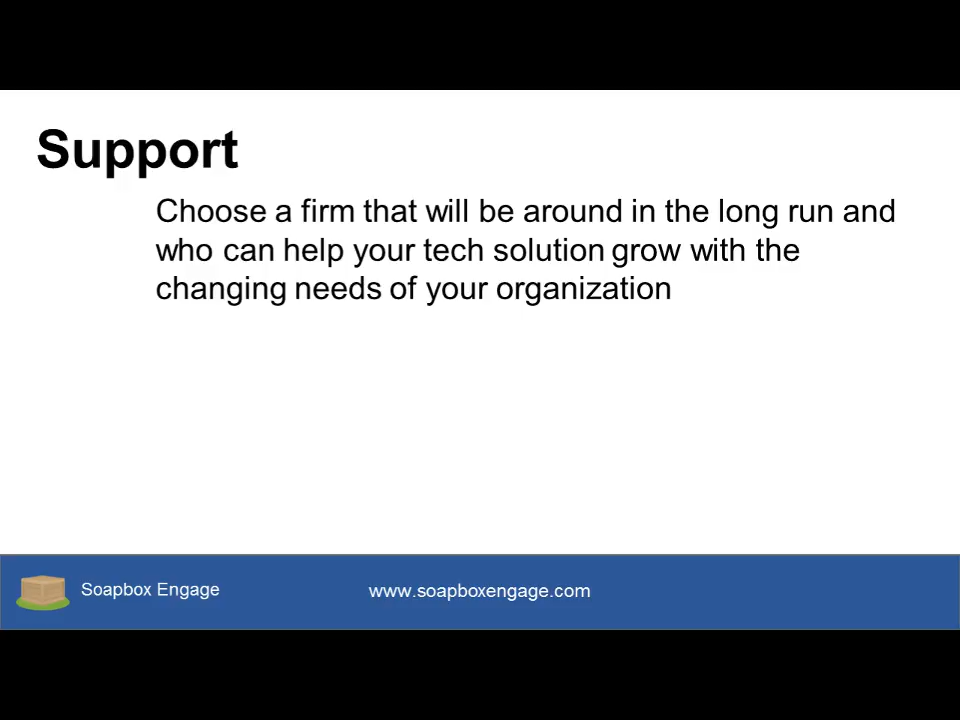 Support
Choose a firm that will be around in the long run and
who can help your tech solution grow with the
changing needs of your organization
Soapbox Engage
www.soapboxengage.com